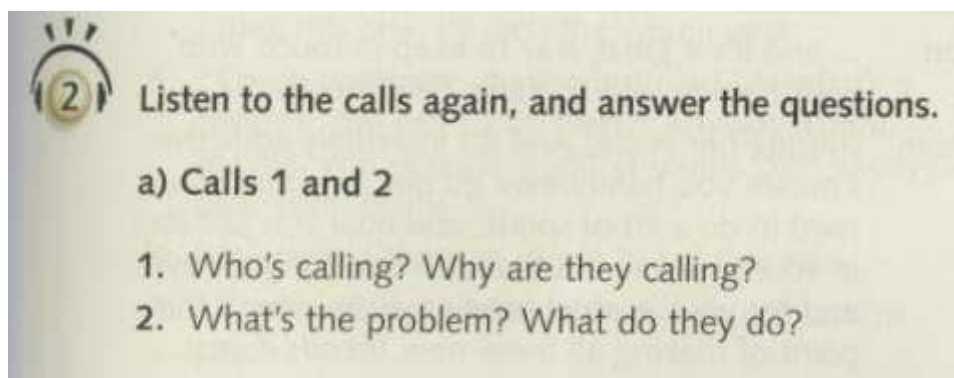 2 Listen to the calls again, and answer the questions.
a) Calls 1 and 2
1. Who's calling? Why are they calling?
2. What's the problem? What do they do?